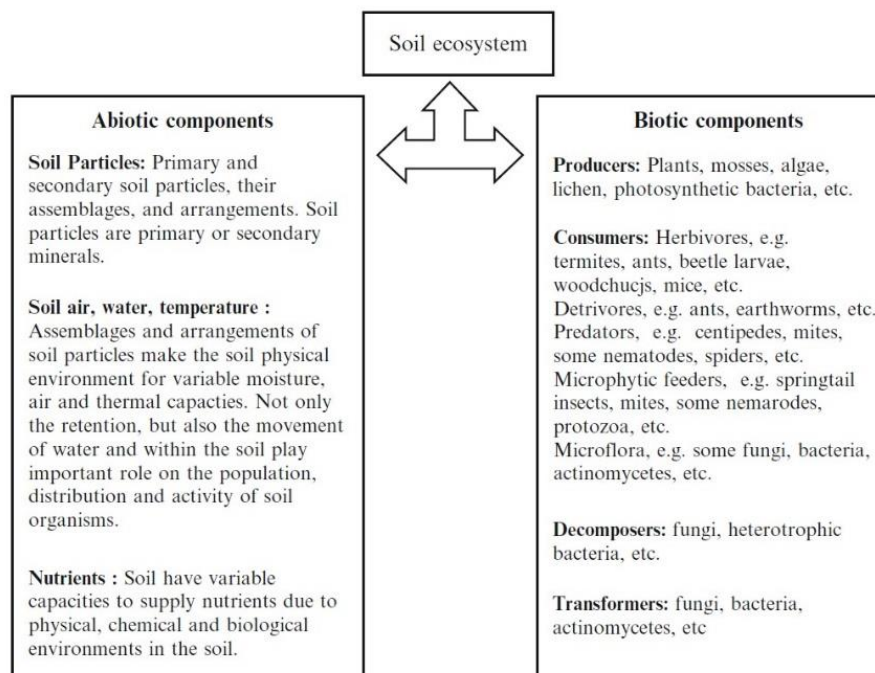 Soil ecosystem
Abiotic components
Soil Particles: Primary and
secondary soil particles, their
assemblages, and arrangements. Soil
particles are primary or secondary
minerals.
Soil air, water, temperature :
Assemblages and arrangements of
soil particles make the soil physical
environment for variable moisture,
air and thermal capacties. Not only
the retention, but also the movement
of water and within the soil play
important role on the population,
distribution and activity of soil
organisms.
Nutrients : Soil have variable
capacities to supply nutrients due to
physical, chemical and biological
environments in the soil.
Biotic components
Producers: Plants, mosses, algae,
lichen, photosynthetic bacteria, etc.
Consumers: Herbivores, e.g.
termites, ants, beetle larvae,
woodchucjs, mice, etc.
Detrivores, e.g. ants, earthworms, etc.
Predators, e.g. centipedes, mites,
some nematodes, spiders, etc.
Microphytic feeders, e.g. springtail
insects, mites, some nemarodes,
protozoa, etc.
Microflora, e.g. some fungi, bacteria,
actinomycetes, etc.
Decomposers: fungi, heterotrophic
bacteria, etc.
Transformers: fungi, bacteria,
actinomycetes, etc